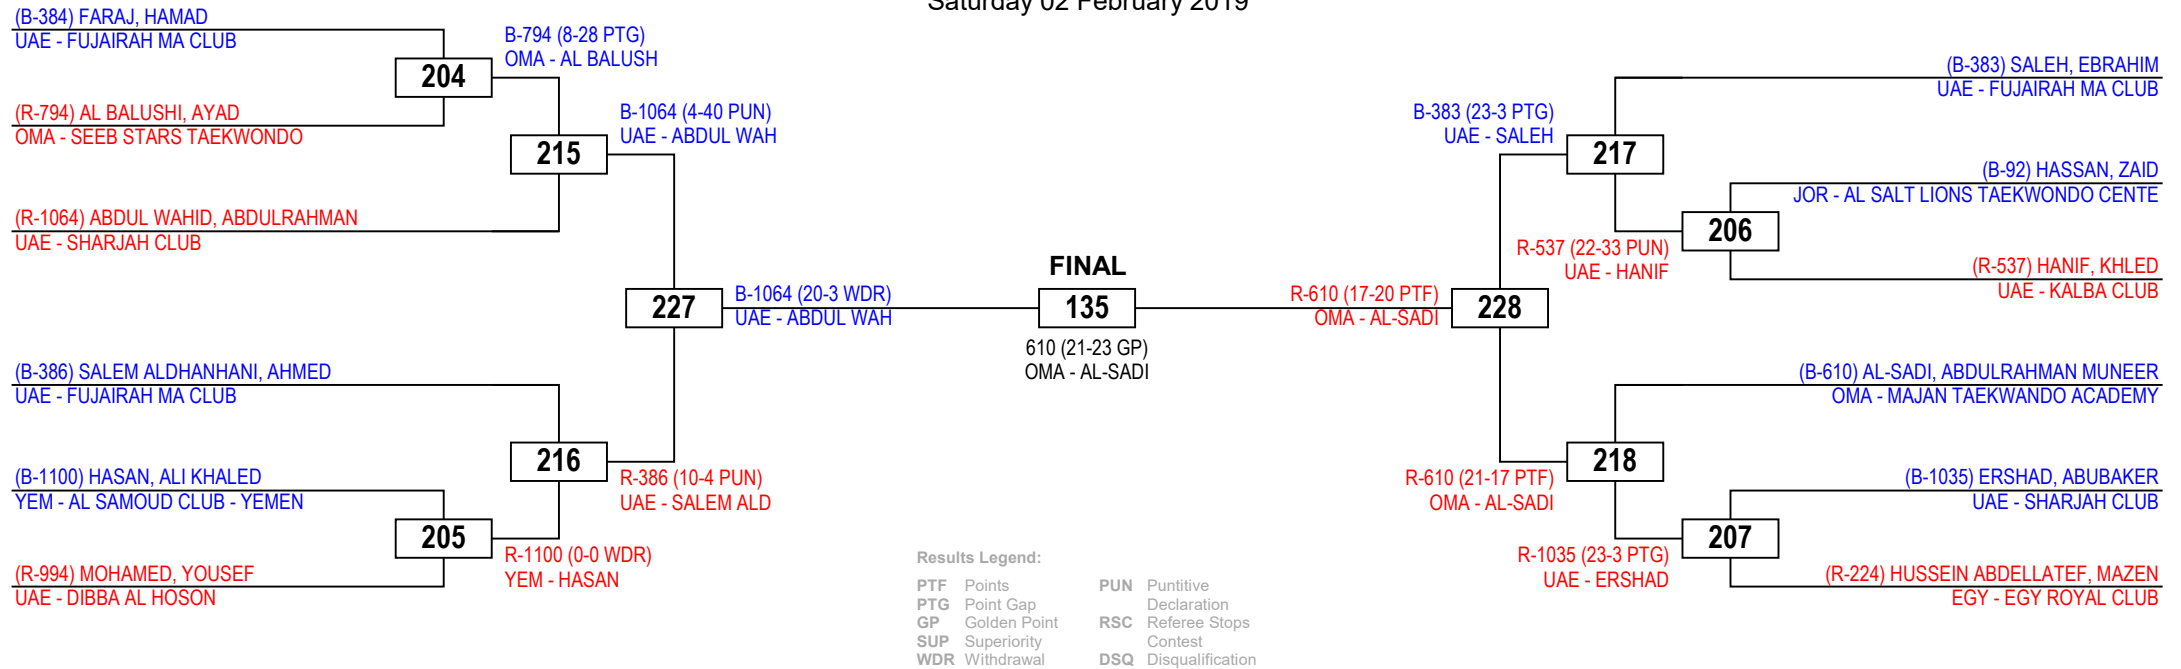 Saturday 02 February 2019
(B-384) FARAJ, HAMAD
UAE - FUJAIRAH MA CLUB
204
(R-794) AL BALUSHI, AYAD
OMA - SEEB STARS TAEKWONDO
B-794 (8-28 PTG)
OMA - AL BALUSH
215
(R-1064) ABDUL WAHID, ABDULRAHMAN
UAE - SHARJAH CLUB
B-1064 (4-40 PUN)
UAE - ABDUL WAH
227
B-1064 (20-3 WDR)
UAE - ABDUL WAH
(B-386) SALEM ALDHANHANI, AHMED
UAE - FUJAIRAH MA CLUB
216
R-386 (10-4 PUN)
UAE - SALEM ALD
(B-1100) HASAN, ALI KHALED
YEM - AL SAMOUD CLUB - YEMEN
205
R-1100 (0-0 WDR)
YEM - HASAN
(R-994) MOHAMED, YOUSEF
UAE - DIBBA AL HOSON
FINAL
135
610 (21-23 GP)
OMA - AL-SADI
(B-383) SALEH, EBRAHIM
UAE - FUJAIRAH MA CLUB
B-383 (23-3 PTG)
UAE - SALEH
217
(B-92) HASSAN, ZAID
JOR - AL SALT LIONS TAEKWONDO CENTE
206
R-537 (22-33 PUN)
UAE - HANIF
(R-537) HANIF, KHLED
UAE - KALBA CLUB
R-610 (17-20 PTF)
OMA - AL-SADI
228
(B-610) AL-SADI, ABDULRAHMAN MUNEER
OMA - MAJAN TAEKWANDO ACADEMY
218
R-610 (21-17 PTF)
OMA - AL-SADI
(B-1035) ERSHAD, ABUBAKER
UAE - SHARJAH CLUB
207
R-1035 (23-3 PTG)
UAE - ERSHAD
(R-224) HUSSEIN ABDELLATEF, MAZEN
EGY - EGY ROYAL CLUB
Results Legend:
PTF Points
PTG Point Gap
GP Golden Point
SUP Superiority
WDR Withdrawal
PUN Puntitive
Declaration
RSC Referee Stops
Contest
DSQ Disqualification